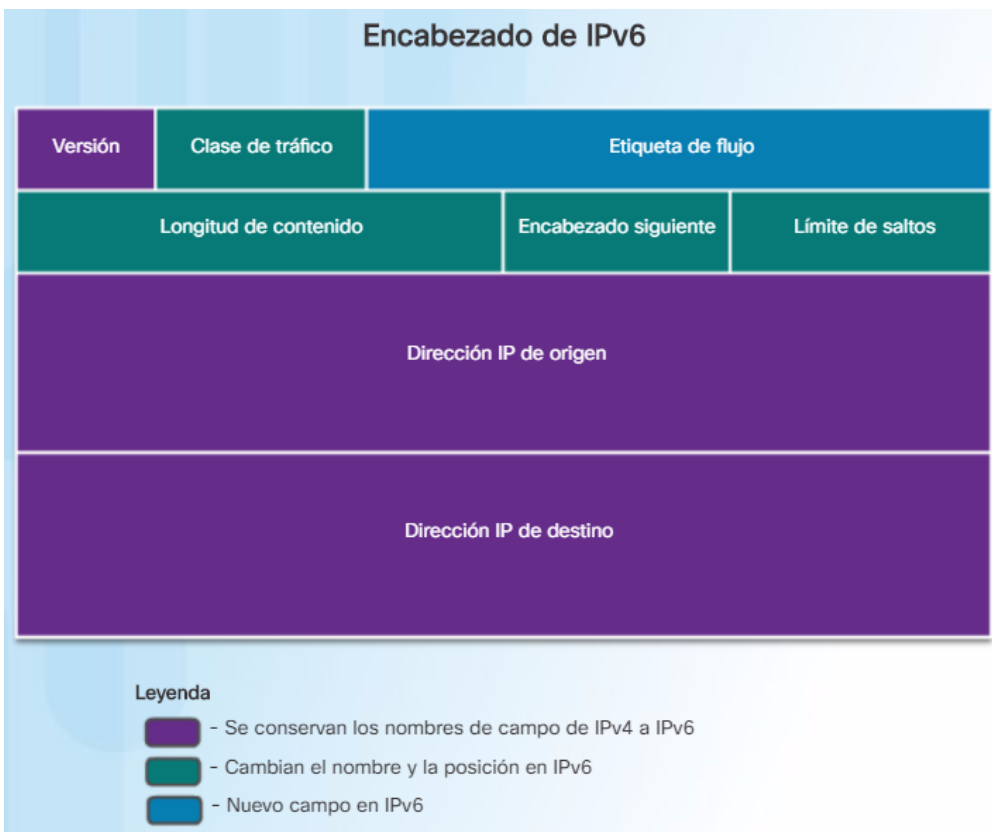 Encabezado de IPv6
Versión
Clase de tráfico
Etiqueta de flujo
Longitud de contenido
Encabezado siguiente
Límite de saltos
Dirección IP de origen
Dirección IP de destino
Leyenda
- Se conservan los nombres de campo de IPv4 a IPv6
- Cambian el nombre y la posición en IPv6
- Nuevo campo en IPv6